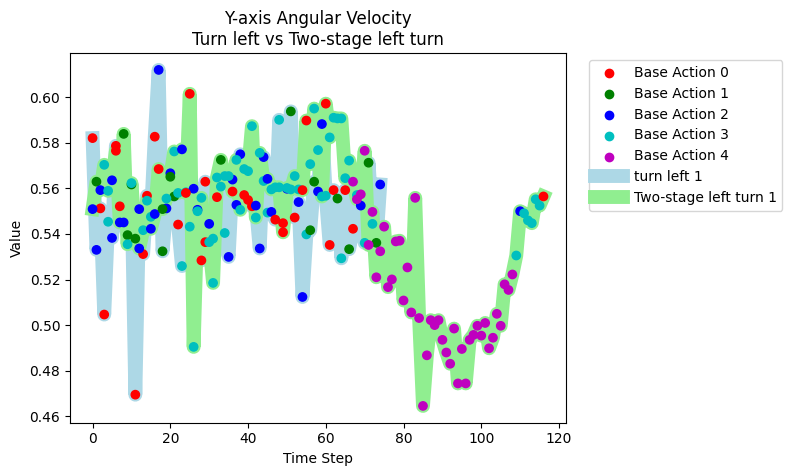 Y-axis Angular Velocity
Turn left vs Two-stage left turn
Value
0.60
0.58
0.56
0.54
0.52
0.50
0.48
0.46
0
20
40
60
80
100
120
Time Step
Base Action 0
Base Action 1
Base Action 2
Base Action 3
Base Action 4
turn left 1
Two-stage left turn 1